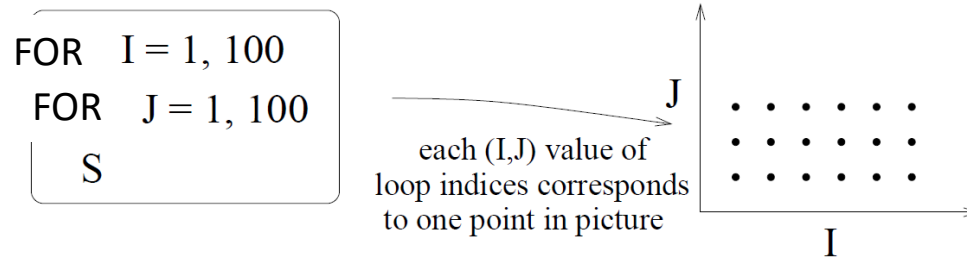 FOR I = 1, 100
FOR J = 1, 100
S
each (I,J) value of
loop indices corresponds
to one point in picture
J
I